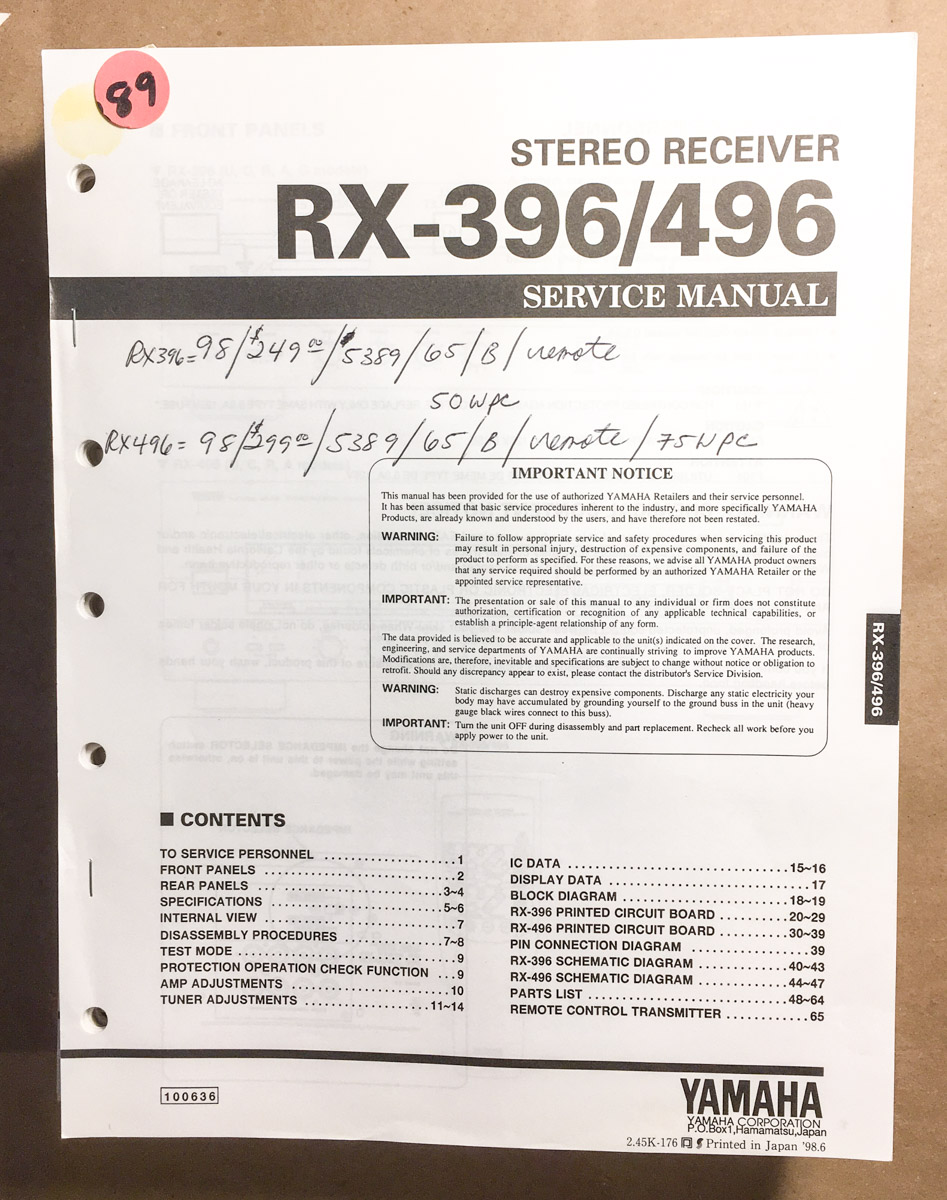 89
STEREO RECEIVER
RX-396/496
SERVICE MANUAL
RX396=98/$249.00/5389/65/B/remote
50WPC
RX496=98/$299.00/5389/65/B/remote/75WPC
IMPORTANT NOTICE
This manual has been provided for the use of authorized YAMAHA Retailers and their service personnel.
It has been assumed that basic service procedures inherent to the industry, and more specifically YAMAHA
Products, are already known and understood by the users, and have therefore not been restated.
WARNING: Failure to follow appropriate service and safety procedures when servicing this product
may result in personal injury, destruction of expensive components, and failure of the
product to perform as specified. For these reasons, we advise all YAMAHA product owners
that any service required should be performed by an authorized YAMAHA Retailer or the
appointed service representative.
IMPORTANT: The presentation or sale of this manual to any individual or firm does not constitute
authorization, certification or recognition of any applicable technical capabilities, or
establish a principle-agent relationship of any form.
The data provided is believed to be accurate and applicable to the unit(s) indicated on the cover. The research,
engineering, and service departments of YAMAHA are continually striving to improve YAMAHA products.
Modifications are, therefore, inevitable and specifications are subject to change without notice or obligation to
retrofit. Should any discrepancy appear to exist, please contact the distributor's Service Division.
WARNING: Static discharges can destroy expensive components. Discharge any static electricity your
body may have accumulated by grounding yourself to the ground buss in the unit (heavy
gauge black wires connect to this buss).
IMPORTANT: Turn the unit OFF during disassembly and part replacement. Recheck all work before you
apply power to the unit.
RX-396/496
■ CONTENTS
TO SERVICE PERSONNEL ..................... 1
FRONT PANELS ............................. 2
REAR PANELS ............................ 3~4
SPECIFICATIONS .......................... 5~6
INTERNAL VIEW ............................ 7
DISASSEMBLY PROCEDURES ............... 7~8
TEST MODE ................................ 9
PROTECTION OPERATION CHECK FUNCTION ... 9
AMP ADJUSTMENTS ........................ 10
TUNER ADJUSTMENTS ................... 11~14
IC DATA ............................... 15~16
DISPLAY DATA ............................ 17
BLOCK DIAGRAM ........................ 18~19
RX-396 PRINTED CIRCUIT BOARD .......... 20~29
RX-496 PRINTED CIRCUIT BOARD .......... 30~39
PIN CONNECTION DIAGRAM .................. 39
RX-396 SCHEMATIC DIAGRAM .............. 40~43
RX-496 SCHEMATIC DIAGRAM .............. 44~47
PARTS LIST ............................ 48~64
REMOTE CONTROL TRANSMITTER ............ 65
100636
YAMAHA
YAMAHA CORPORATION
P.O.Box1,Hamamatsu,Japan
2.45K-176 Printed in Japan '98.6